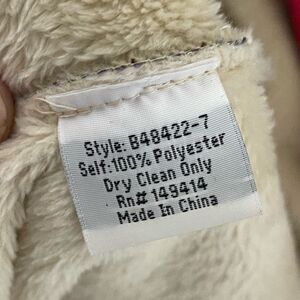 Style: B48422-7
Self:100% Polyester
Dry Clean Only
Rn# 149414
Made In China